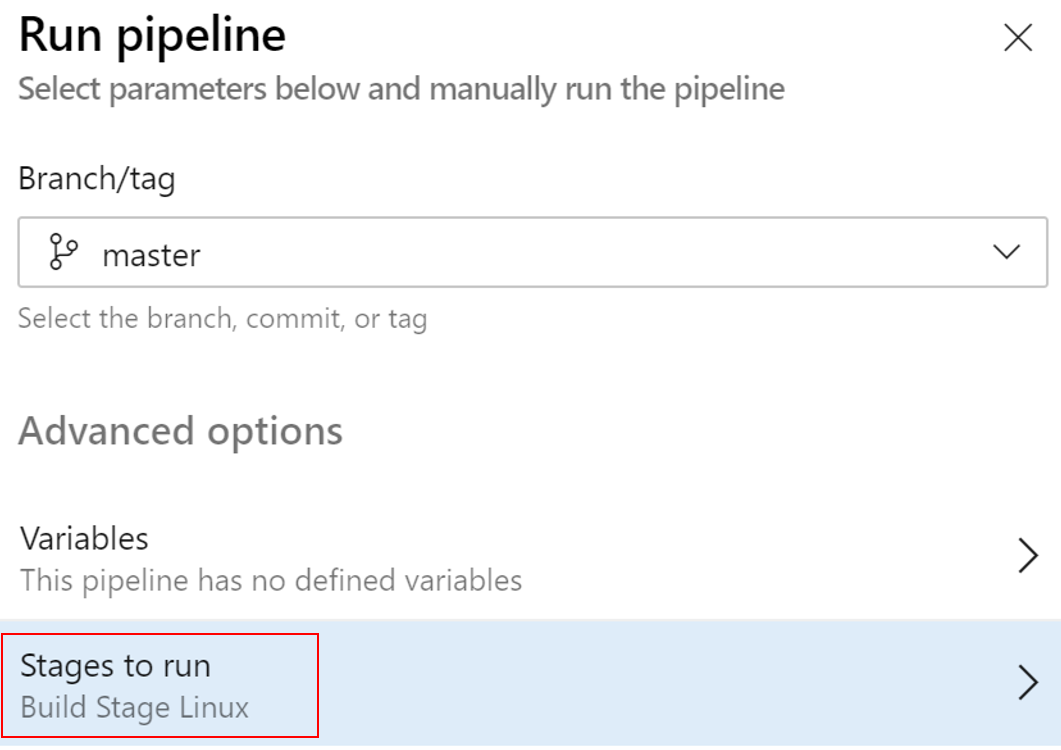 Run pipeline
Select parameters below and manually run the pipeline
Branch/tag
master
Select the branch, commit, or tag
Advanced options
Variables
This pipeline has no defined variables
Stages to run
Build Stage Linux